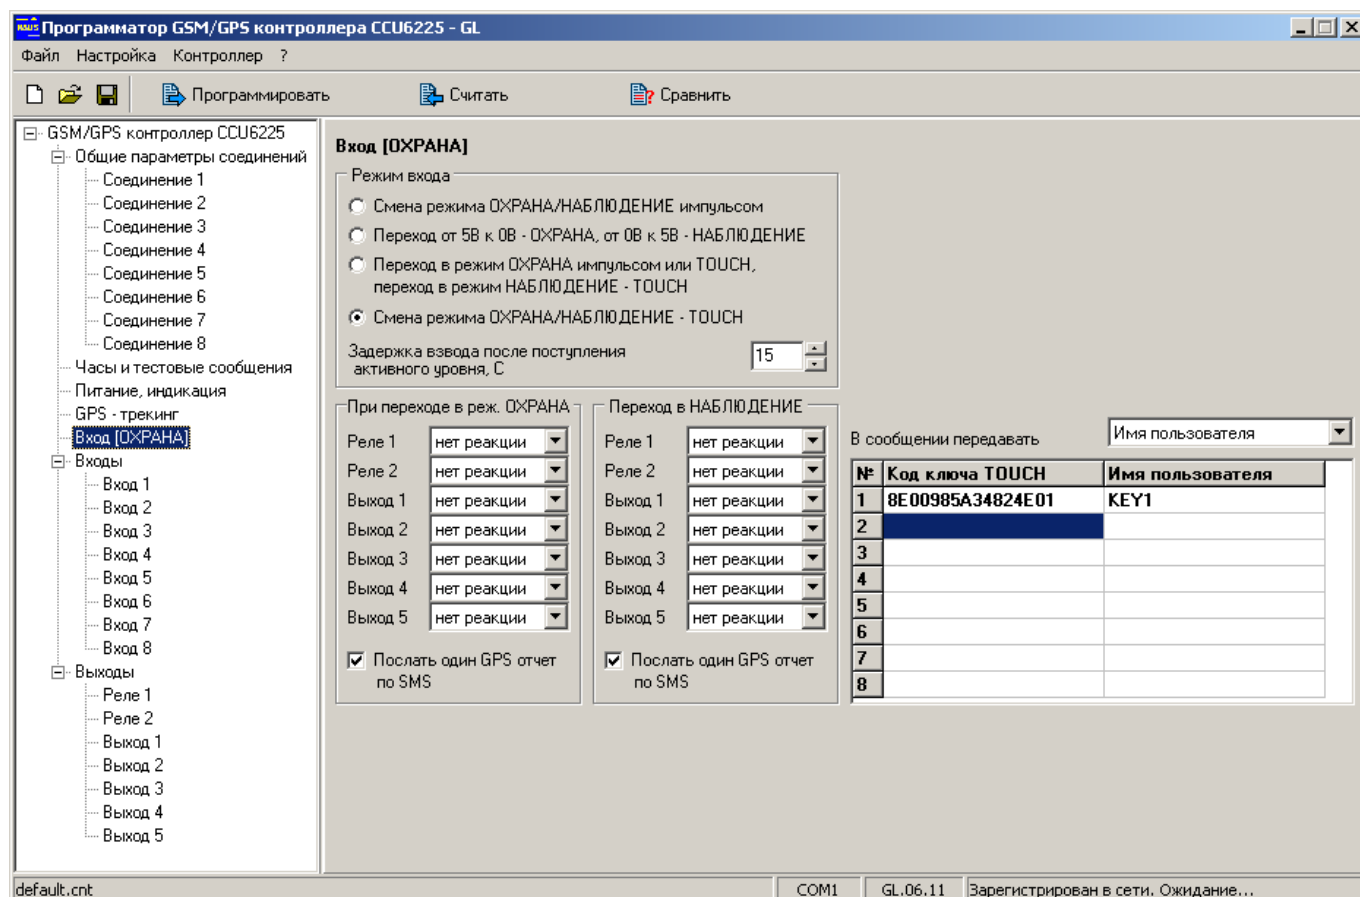 Программатор GSM/GPS контроллера CCU6225 - GL
Файл Настройка Контроллер ?
Программировать Считать Сравнить
GSM/GPS контроллер CCU6225
Общие параметры соединений
Соединение 1
Соединение 2
Соединение 3
Соединение 4
Соединение 5
Соединение 6
Соединение 7
Соединение 8
Часы и тестовые сообщения
Питание, индикация
GPS - трекинг
Вход [ОХРАНА]
Входы
Вход 1
Вход 2
Вход 3
Вход 4
Вход 5
Вход 6
Вход 7
Вход 8
Выходы
Реле 1
Реле 2
Выход 1
Выход 2
Выход 3
Выход 4
Выход 5
Вход [ОХРАНА]
Режим входа
Смена режима ОХРАНА/НАБЛЮДЕНИЕ импульсом
Переход от 5В к 0В - ОХРАНА, от 0В к 5В - НАБЛЮДЕНИЕ
Переход в режим ОХРАНА импульсом или TOUCH,
переход в режим НАБЛЮДЕНИЕ - TOUCH
Смена режима ОХРАНА/НАБЛЮДЕНИЕ - TOUCH
Задержка взвода после поступления
активного уровня, С
15
При переходе в реж. ОХРАНА
Реле 1 нет реакции
Реле 2 нет реакции
Выход 1 нет реакции
Выход 2 нет реакции
Выход 3 нет реакции
Выход 4 нет реакции
Выход 5 нет реакции
Послать один GPS отчет
по SMS
Переход в НАБЛЮДЕНИЕ
Реле 1 нет реакции
Реле 2 нет реакции
Выход 1 нет реакции
Выход 2 нет реакции
Выход 3 нет реакции
Выход 4 нет реакции
Выход 5 нет реакции
Послать один GPS отчет
по SMS
В сообщении передавать Имя пользователя
№ Код ключа TOUCH Имя пользователя
1 8E00985A34824E01 KEY1
2
3
4
5
6
7
8
default.cnt COM1 GL.06.11 Зарегистрирован в сети. Ожидание...